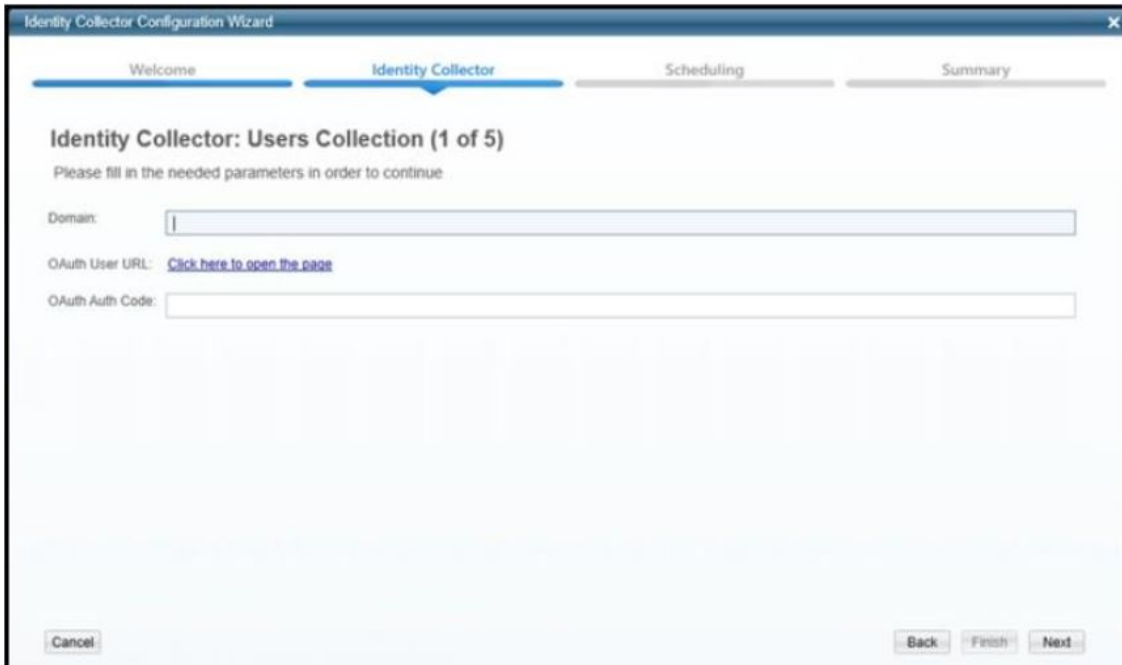 Identity Collector Configuration Wizard
Welcome Identity Collector Scheduling Summary
Identity Collector: Users Collection (1 of 5)
Please fill in the needed parameters in order to continue
Domain:
OAuth User URL: Click here to open the page
OAuth Auth Code:
Cancel Back Finish Next